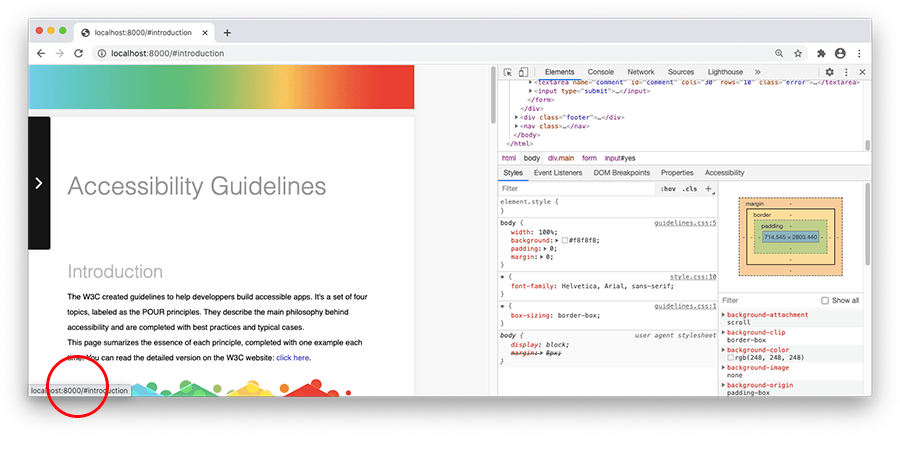 localhost:8000/#introduction
localhost:8000/#introduction
Elements Console Network Sources Lighthouse »
<textarea name="comment" id="comment" cols="30" rows="10" class="error">…</textarea>
<input type="submit">…</input>
</form>
</div>
<div class="footer">…</div>
<nav class>…</nav>
</body>
</html>
html body div.main form input#yes
Styles Event Listeners DOM Breakpoints Properties Accessibility
Filter :hov .cls +
element.style {
}
body { guidelines.css:5
width: 100%;
background: #f8f8f8;
padding: 0;
margin: 0;
}
* { style.css:10
font-family: Helvetica, Arial, sans-serif;
}
* { guidelines.css:1
box-sizing: border-box;
}
body { user agent stylesheet
display: block;
margin: 8px;
}
margin -
border -
padding -
714.545 × 2803.440
Filter Show all
background-attachment
scroll
background-clip
border-box
background-color
rgb(248, 248, 248)
background-image
none
background-origin
padding-box
Accessibility Guidelines
Introduction
The W3C created guidelines to help developpers build accessible apps. It's a set of four
topics, labeled as the POUR principles. They describe the main philosophy behind
accessibility and are completed with best practices and typical cases.
This page sumarizes the essence of each principle, completed with one example each
time. You can read the detailed version on the W3C website: click here.
localhost:8000/#introduction